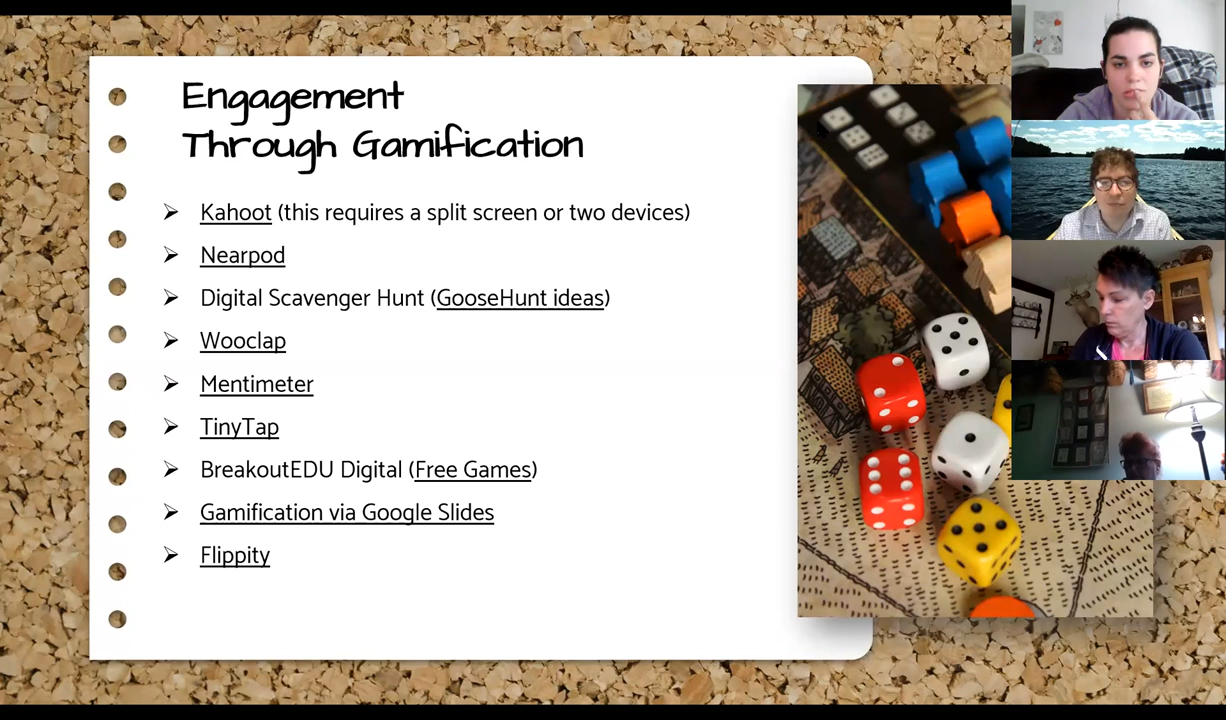 Engagement
Through Gamification
Kahoot (this requires a split screen or two devices)
Nearpod
Digital Scavenger Hunt (GooseHunt ideas)
Wooclap
Mentimeter
TinyTap
BreakoutEDU Digital (Free Games)
Gamification via Google Slides
Flippity